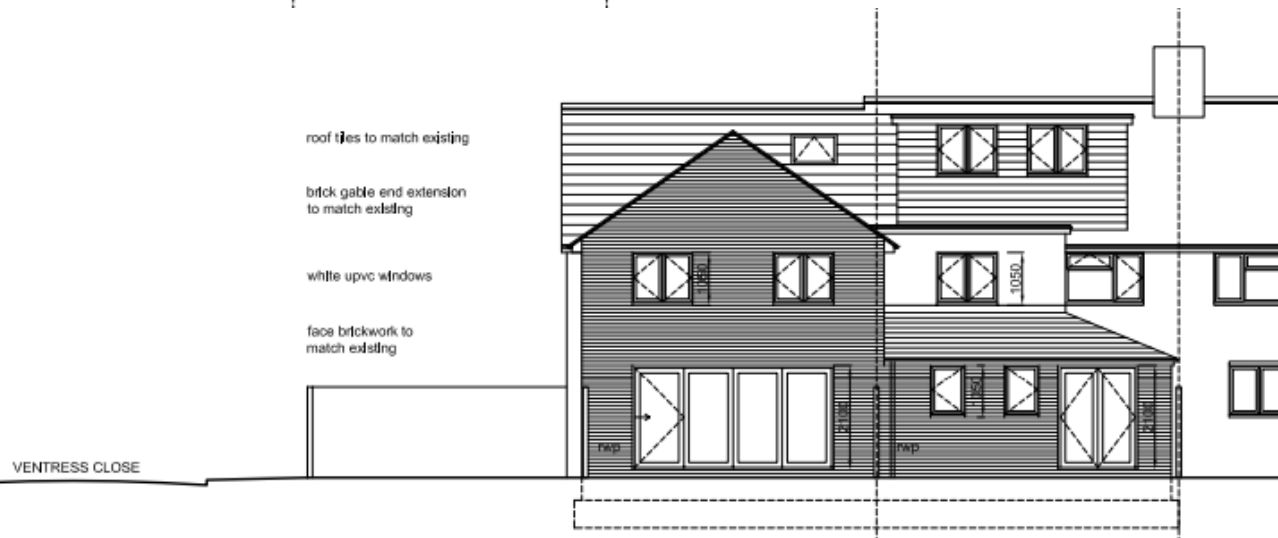 roof tiles to match existing
brick gable end extension
to match existing
white upvc windows
1050
1050
face brickwork to
match existing
1050
2100
2100
rwp
rwp
VENTRESS CLOSE